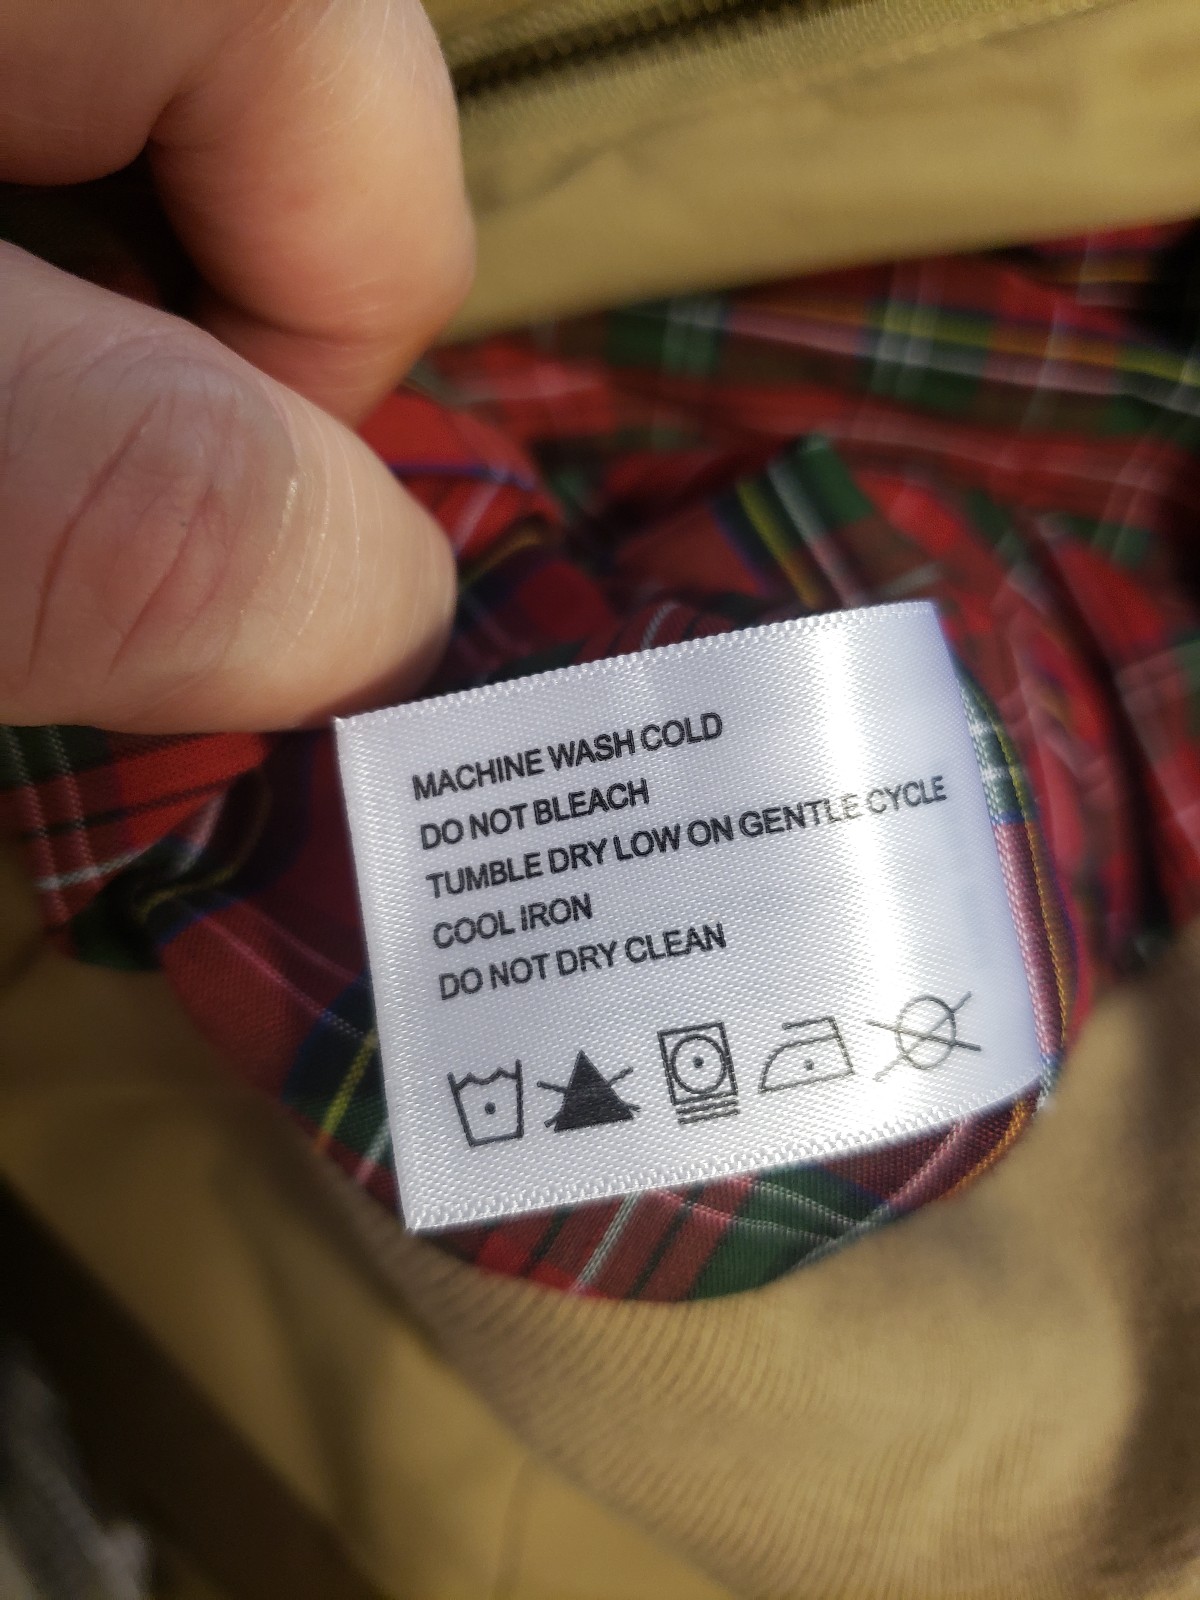 MACHINE WASH COLD
DO NOT BLEACH
TUMBLE DRY LOW ON GENTLE CYCLE
COOL IRON
DO NOT DRY CLEAN